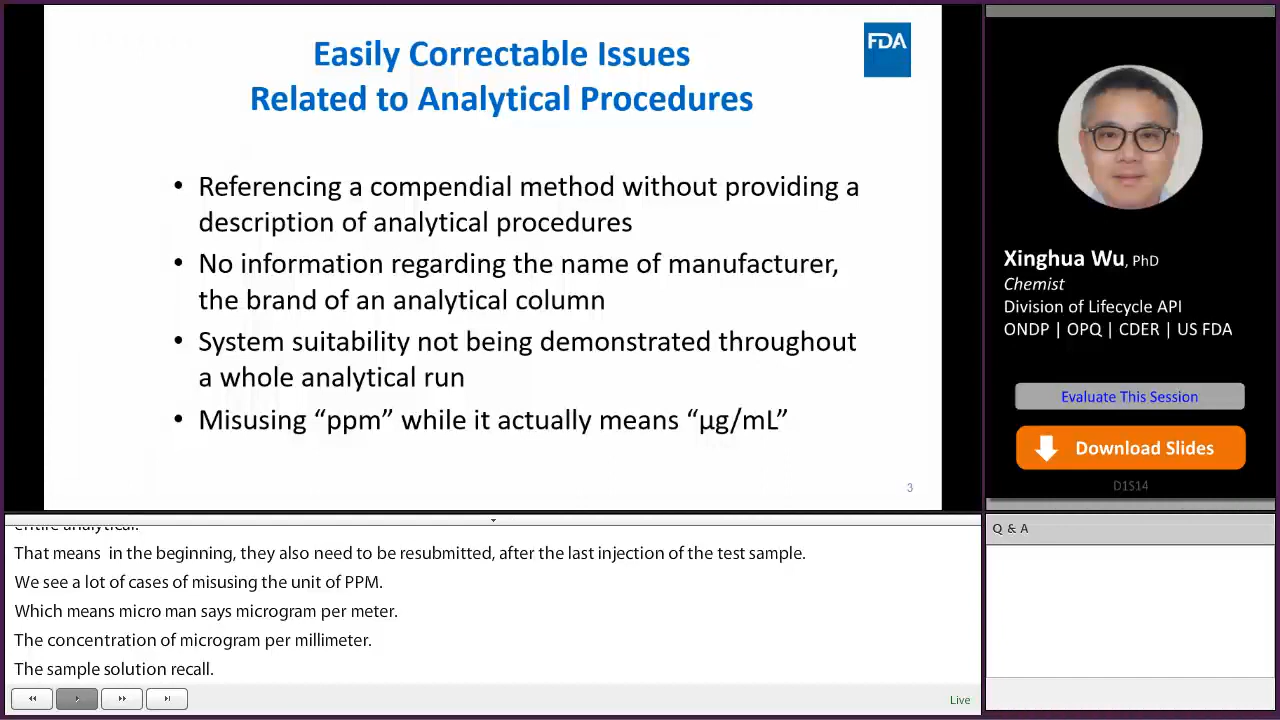 Easily Correctable Issues
Related to Analytical Procedures
FDA
• Referencing a compendial method without providing a
description of analytical procedures
• No information regarding the name of manufacturer,
the brand of an analytical column
• System suitability not being demonstrated throughout
a whole analytical run
• Misusing “ppm” while it actually means “µg/mL”
3
Xinghua Wu, PhD
Chemist
Division of Lifecycle API
ONDP | OPQ | CDER | US FDA
Evaluate This Session
Download Slides
D1S14
entire analytical.
That means in the beginning, they also need to be resubmitted, after the last injection of the test sample.
We see a lot of cases of misusing the unit of PPM.
Which means micro man says microgram per meter.
The concentration of microgram per millimeter.
The sample solution recall.
Live
Q & A